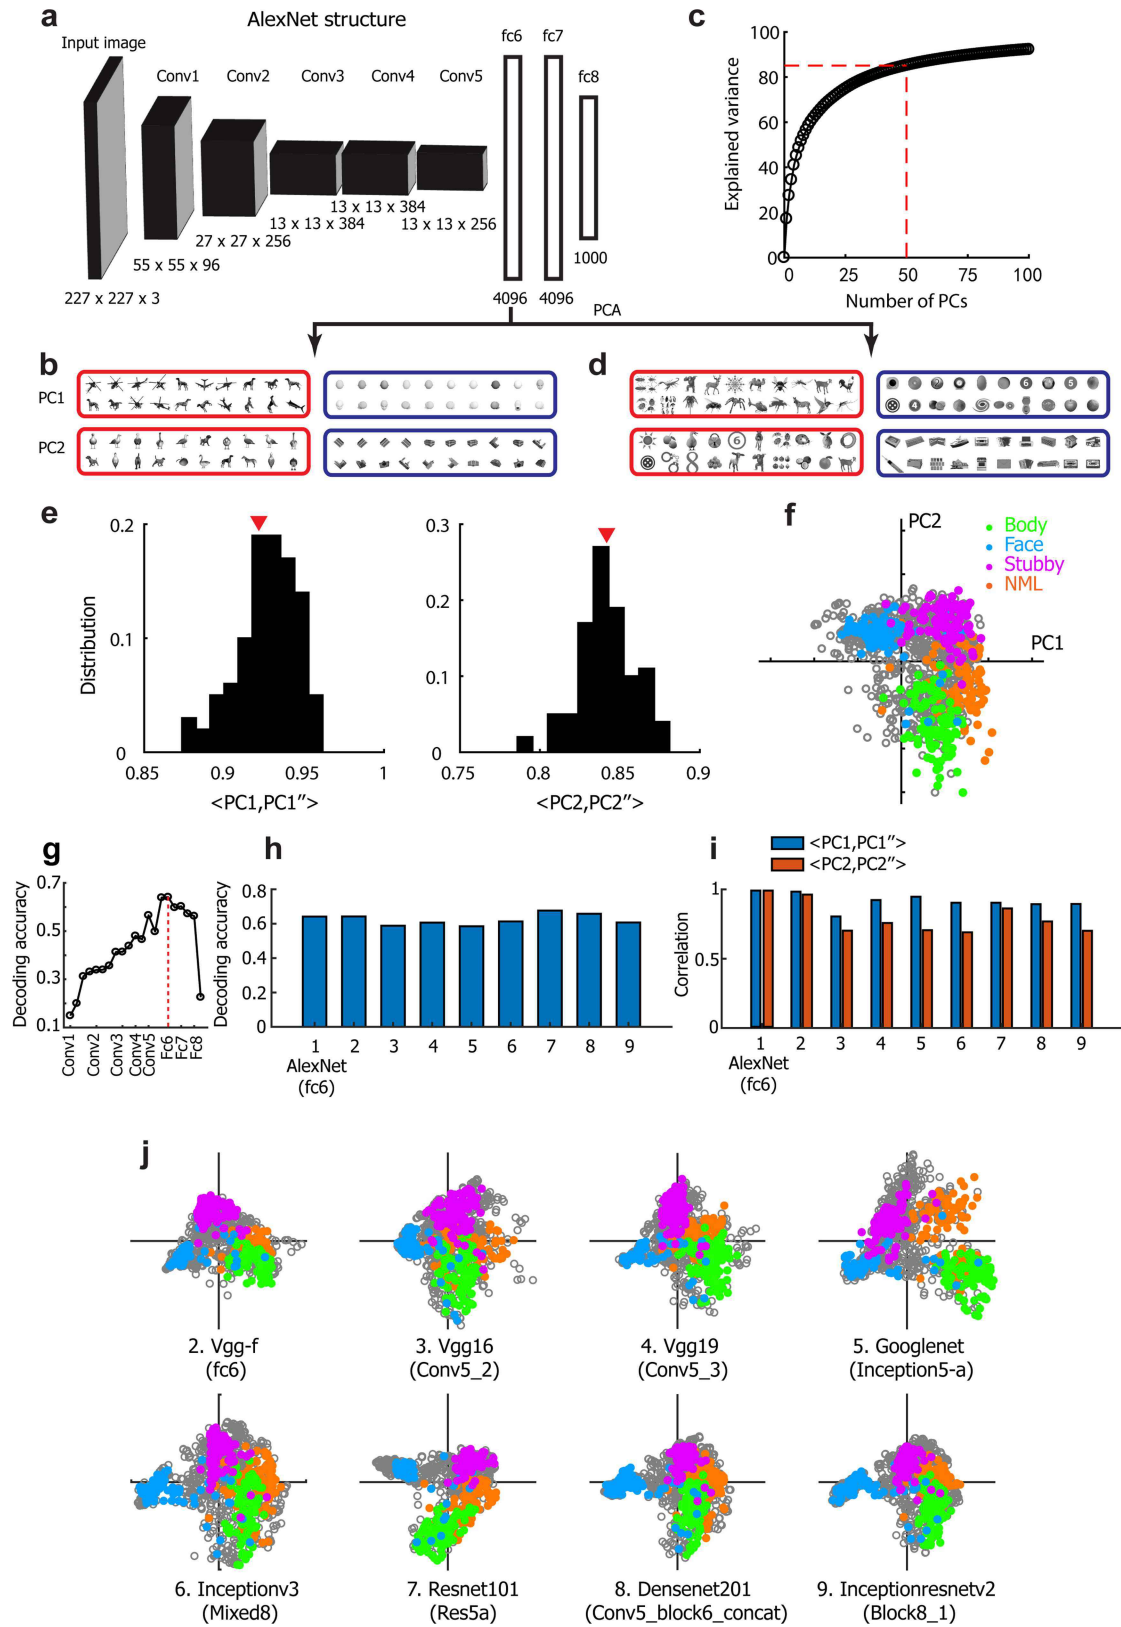 a
AlexNet structure
Input image
Conv1
Conv2
Conv3
Conv4
Conv5
fc6
fc7
fc8
227 x 227 x 3
55 x 55 x 96
27 x 27 x 256
13 x 13 x 384
13 x 13 x 384
13 x 13 x 256
4096
4096
1000
PCA
c
Explained variance
100
80
60
40
20
0
0
25
50
75
100
Number of PCs
b
PC1
PC2
d
e
Distribution
0.2
0.1
0
0.85
0.9
0.95
1
<PC1,PC1″>
0.3
0.2
0.1
0
0.75
0.8
0.85
0.9
<PC2,PC2″>
f
PC2
PC1
Body
Face
Stubby
NML
g
Decoding accuracy
0.7
0.5
0.3
0.1
Conv1
Conv2
Conv3
Conv4
Conv5
Fc6
Fc7
Fc8
h
Decoding accuracy
0.8
0.6
0.4
0.2
0
1 2 3 4 5 6 7 8 9
AlexNet
(fc6)
i
<PC1,PC1″>
<PC2,PC2″>
Correlation
1
0.5
0
1 2 3 4 5 6 7 8 9
AlexNet
(fc6)
j
2. Vgg-f
(fc6)
3. Vgg16
(Conv5_2)
4. Vgg19
(Conv5_3)
5. Googlenet
(Inception5-a)
6. Inceptionv3
(Mixed8)
7. Resnet101
(Res5a)
8. Densenet201
(Conv5_block6_concat)
9. Inceptionresnetv2
(Block8_1)